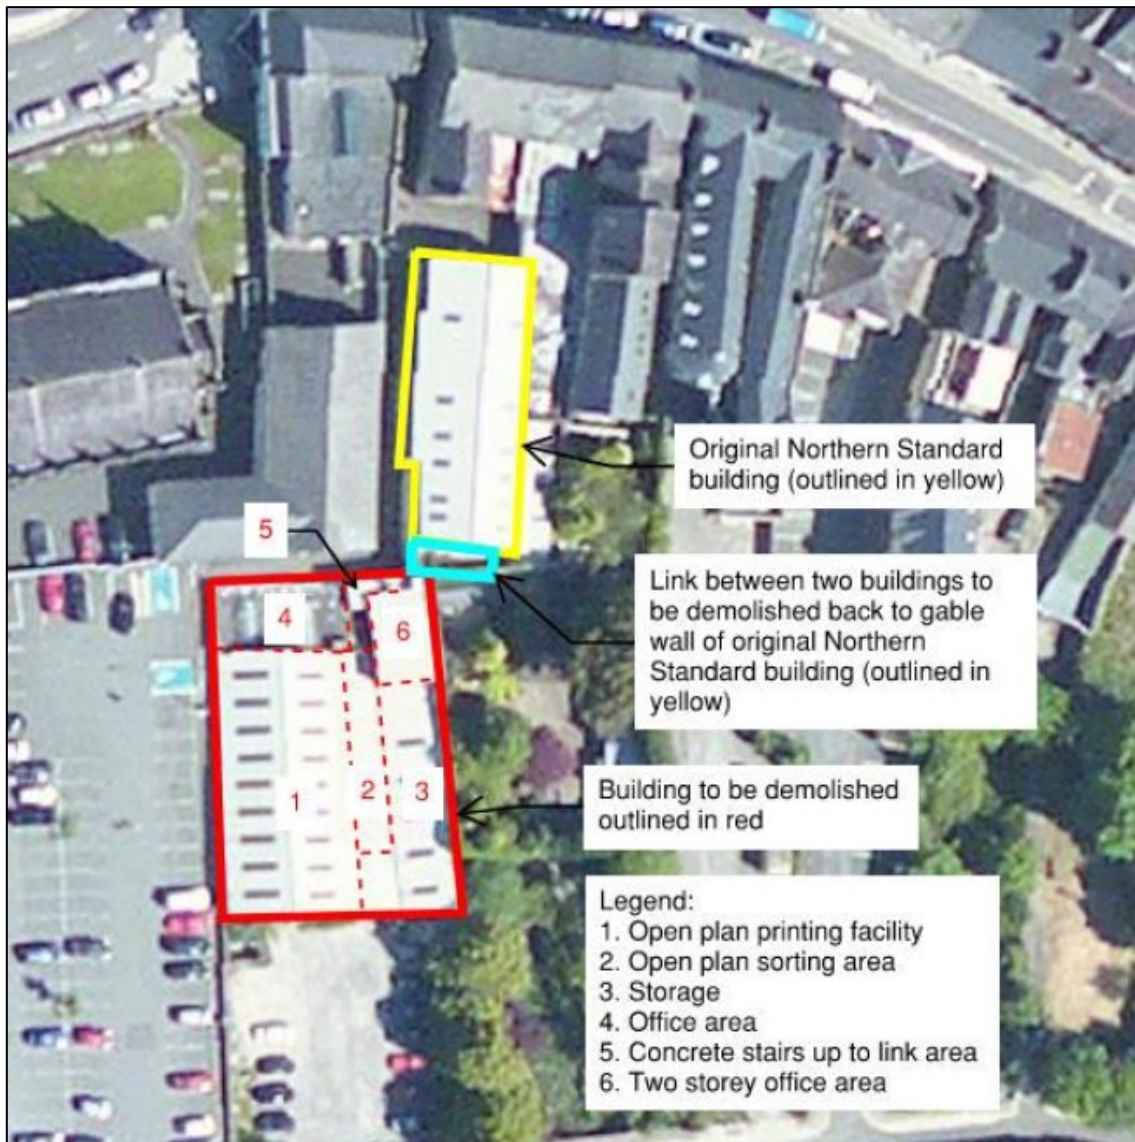 Original Northern Standard
building (outlined in yellow)
5
Link between two buildings to
be demolished back to gable
wall of original Northern
Standard building (outlined in
yellow)
4
6
1
2
3
Building to be demolished
outlined in red
Legend:
1. Open plan printing facility
2. Open plan sorting area
3. Storage
4. Office area
5. Concrete stairs up to link area
6. Two storey office area